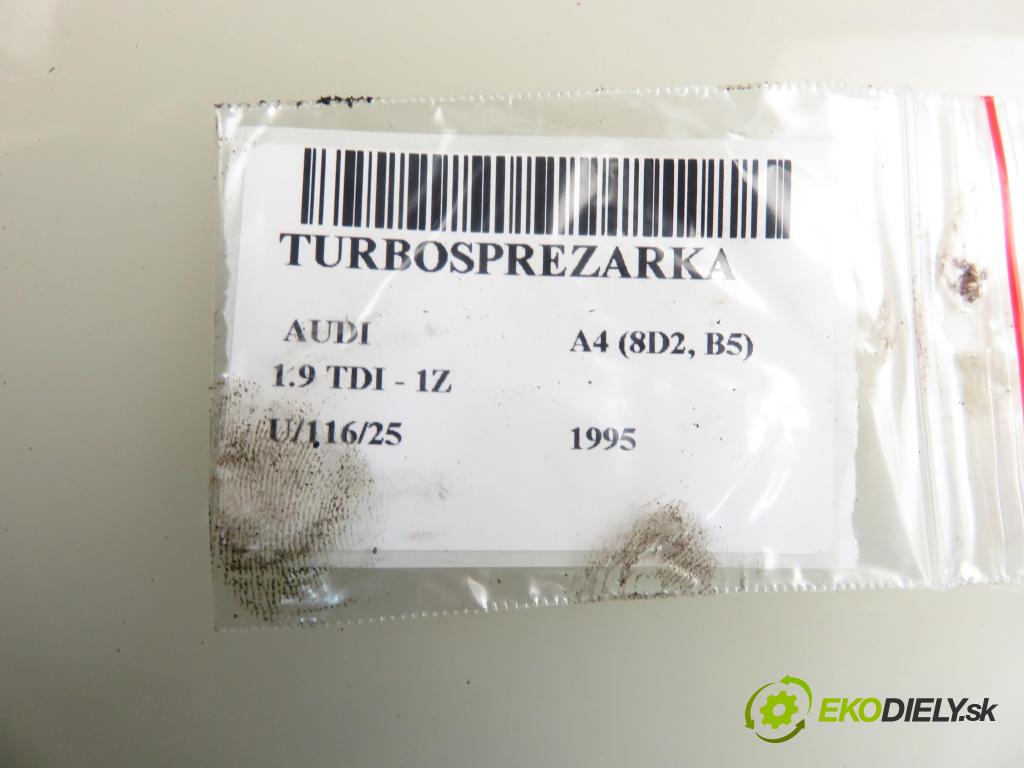 TURBOSPREZARKA
AUDI A4 (8D2, B5)
1.9 TDI - 1Z
U/116/25 1995
EKODIELY.sk